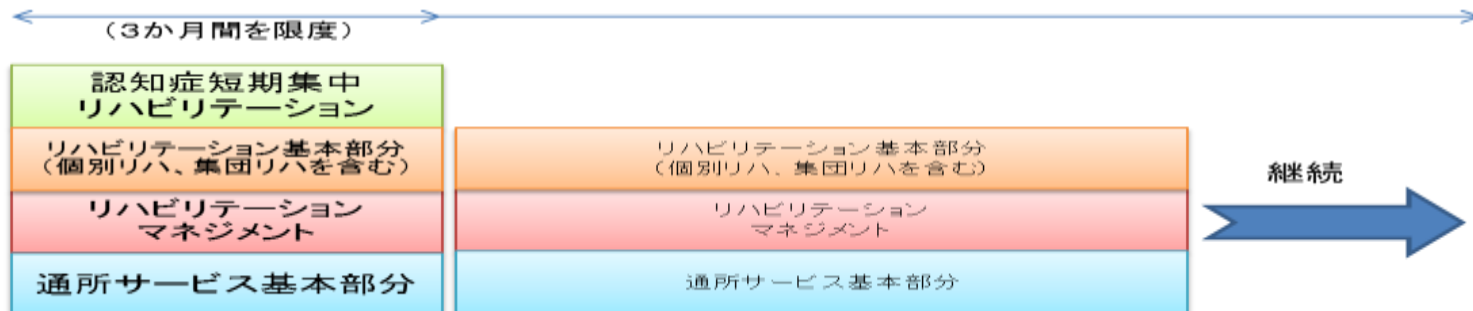 (3か月間を限度)
認知症短期集中
リハビリテーション
リハビリテーション基本部分
(個別リハ、集団リハを含む)
リハビリテーション
マネジメント
通所サービス基本部分
リハビリテーション基本部分
(個別リハ、集団リハを含む)
リハビリテーション
マネジメント
通所サービス基本部分
継続